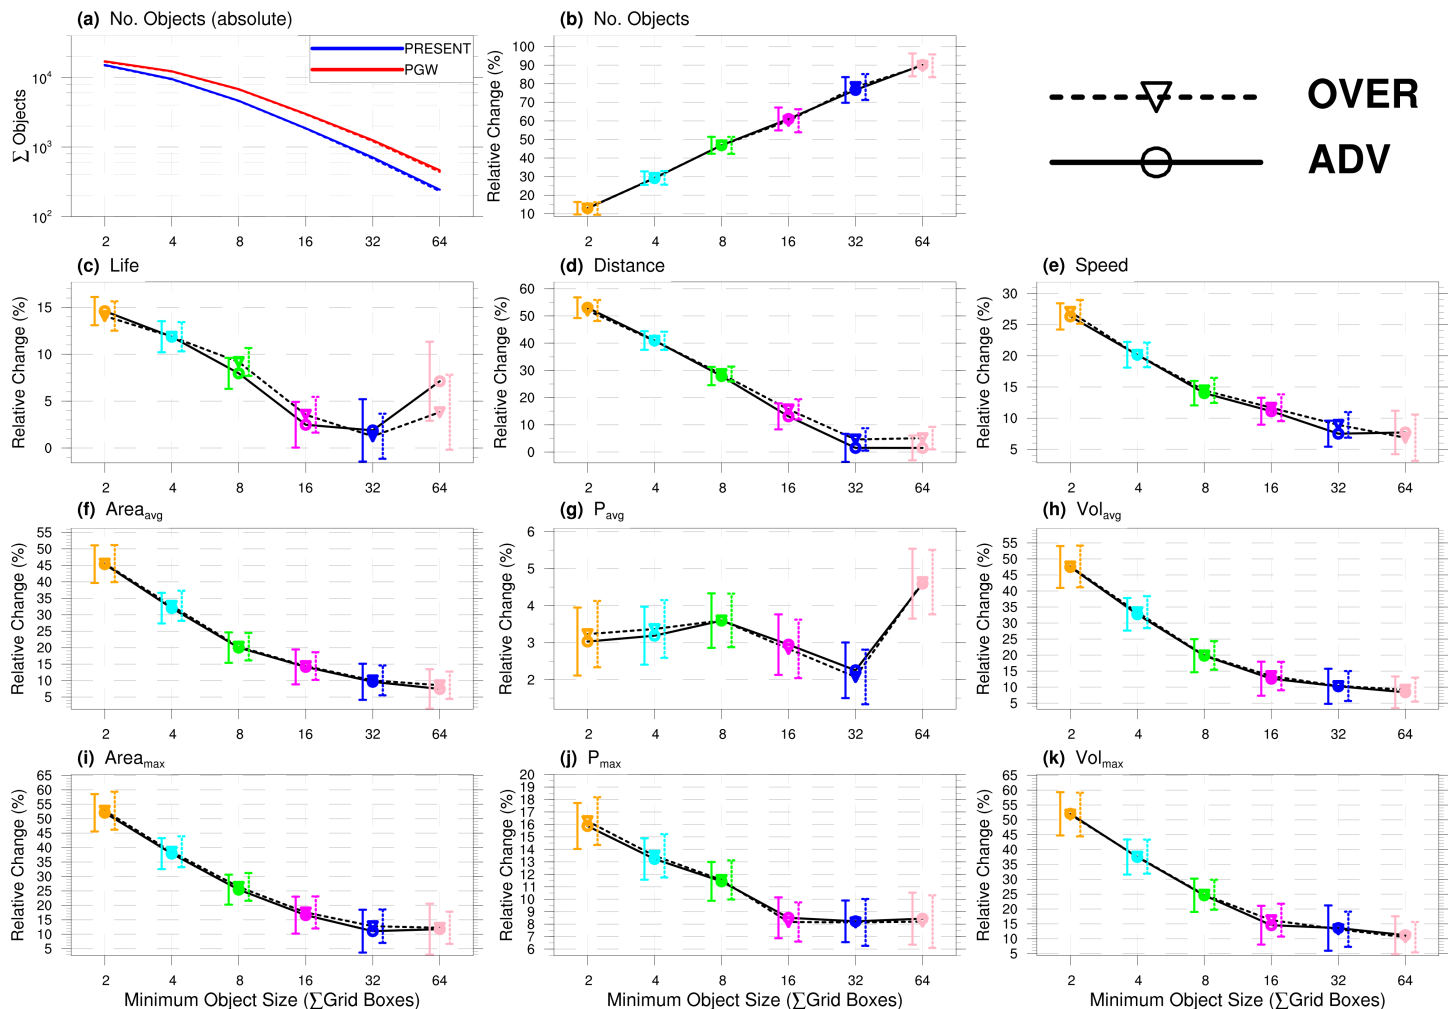 (a) No. Objects (absolute)
PRESENT
PGW
∑ Objects
10^4
10^3
10^2
2 4 8 16 32 64
(b) No. Objects
Relative Change (%)
100
90
80
70
60
50
40
30
20
10
2 4 8 16 32 64
OVER
ADV
(c) Life
Relative Change (%)
15
10
5
0
2 4 8 16 32 64
(d) Distance
Relative Change (%)
60
50
40
30
20
10
0
2 4 8 16 32 64
(e) Speed
Relative Change (%)
30
25
20
15
10
5
2 4 8 16 32 64
(f) Area_avg
Relative Change (%)
55
50
45
40
35
30
25
20
15
10
5
2 4 8 16 32 64
(g) P_avg
Relative Change (%)
6
5
4
3
2
2 4 8 16 32 64
(h) Vol_avg
Relative Change (%)
55
50
45
40
35
30
25
20
15
10
5
2 4 8 16 32 64
(i) Area_max
Relative Change (%)
65
60
55
50
45
40
35
30
25
20
15
10
5
2 4 8 16 32 64
Minimum Object Size (∑Grid Boxes)
(j) P_max
Relative Change (%)
20
19
18
17
16
15
14
13
12
11
10
9
8
7
6
2 4 8 16 32 64
Minimum Object Size (∑Grid Boxes)
(k) Vol_max
Relative Change (%)
65
60
55
50
45
40
35
30
25
20
15
10
5
2 4 8 16 32 64
Minimum Object Size (∑Grid Boxes)